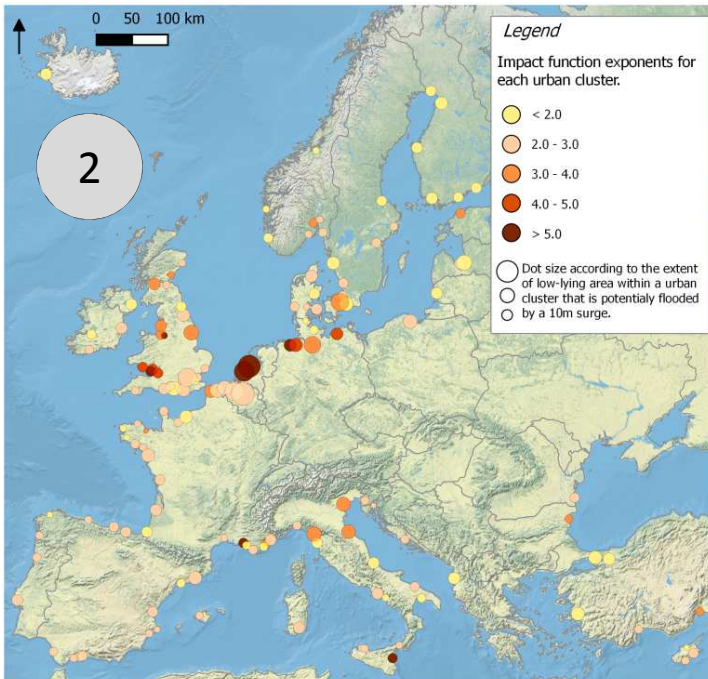 0 50 100 km
2
Legend
Impact function exponents for
each urban cluster.
< 2.0
2.0 - 3.0
3.0 - 4.0
4.0 - 5.0
> 5.0
Dot size according to the extent
of low-lying area within a urban
cluster that is potentialy flooded
by a 10m surge.